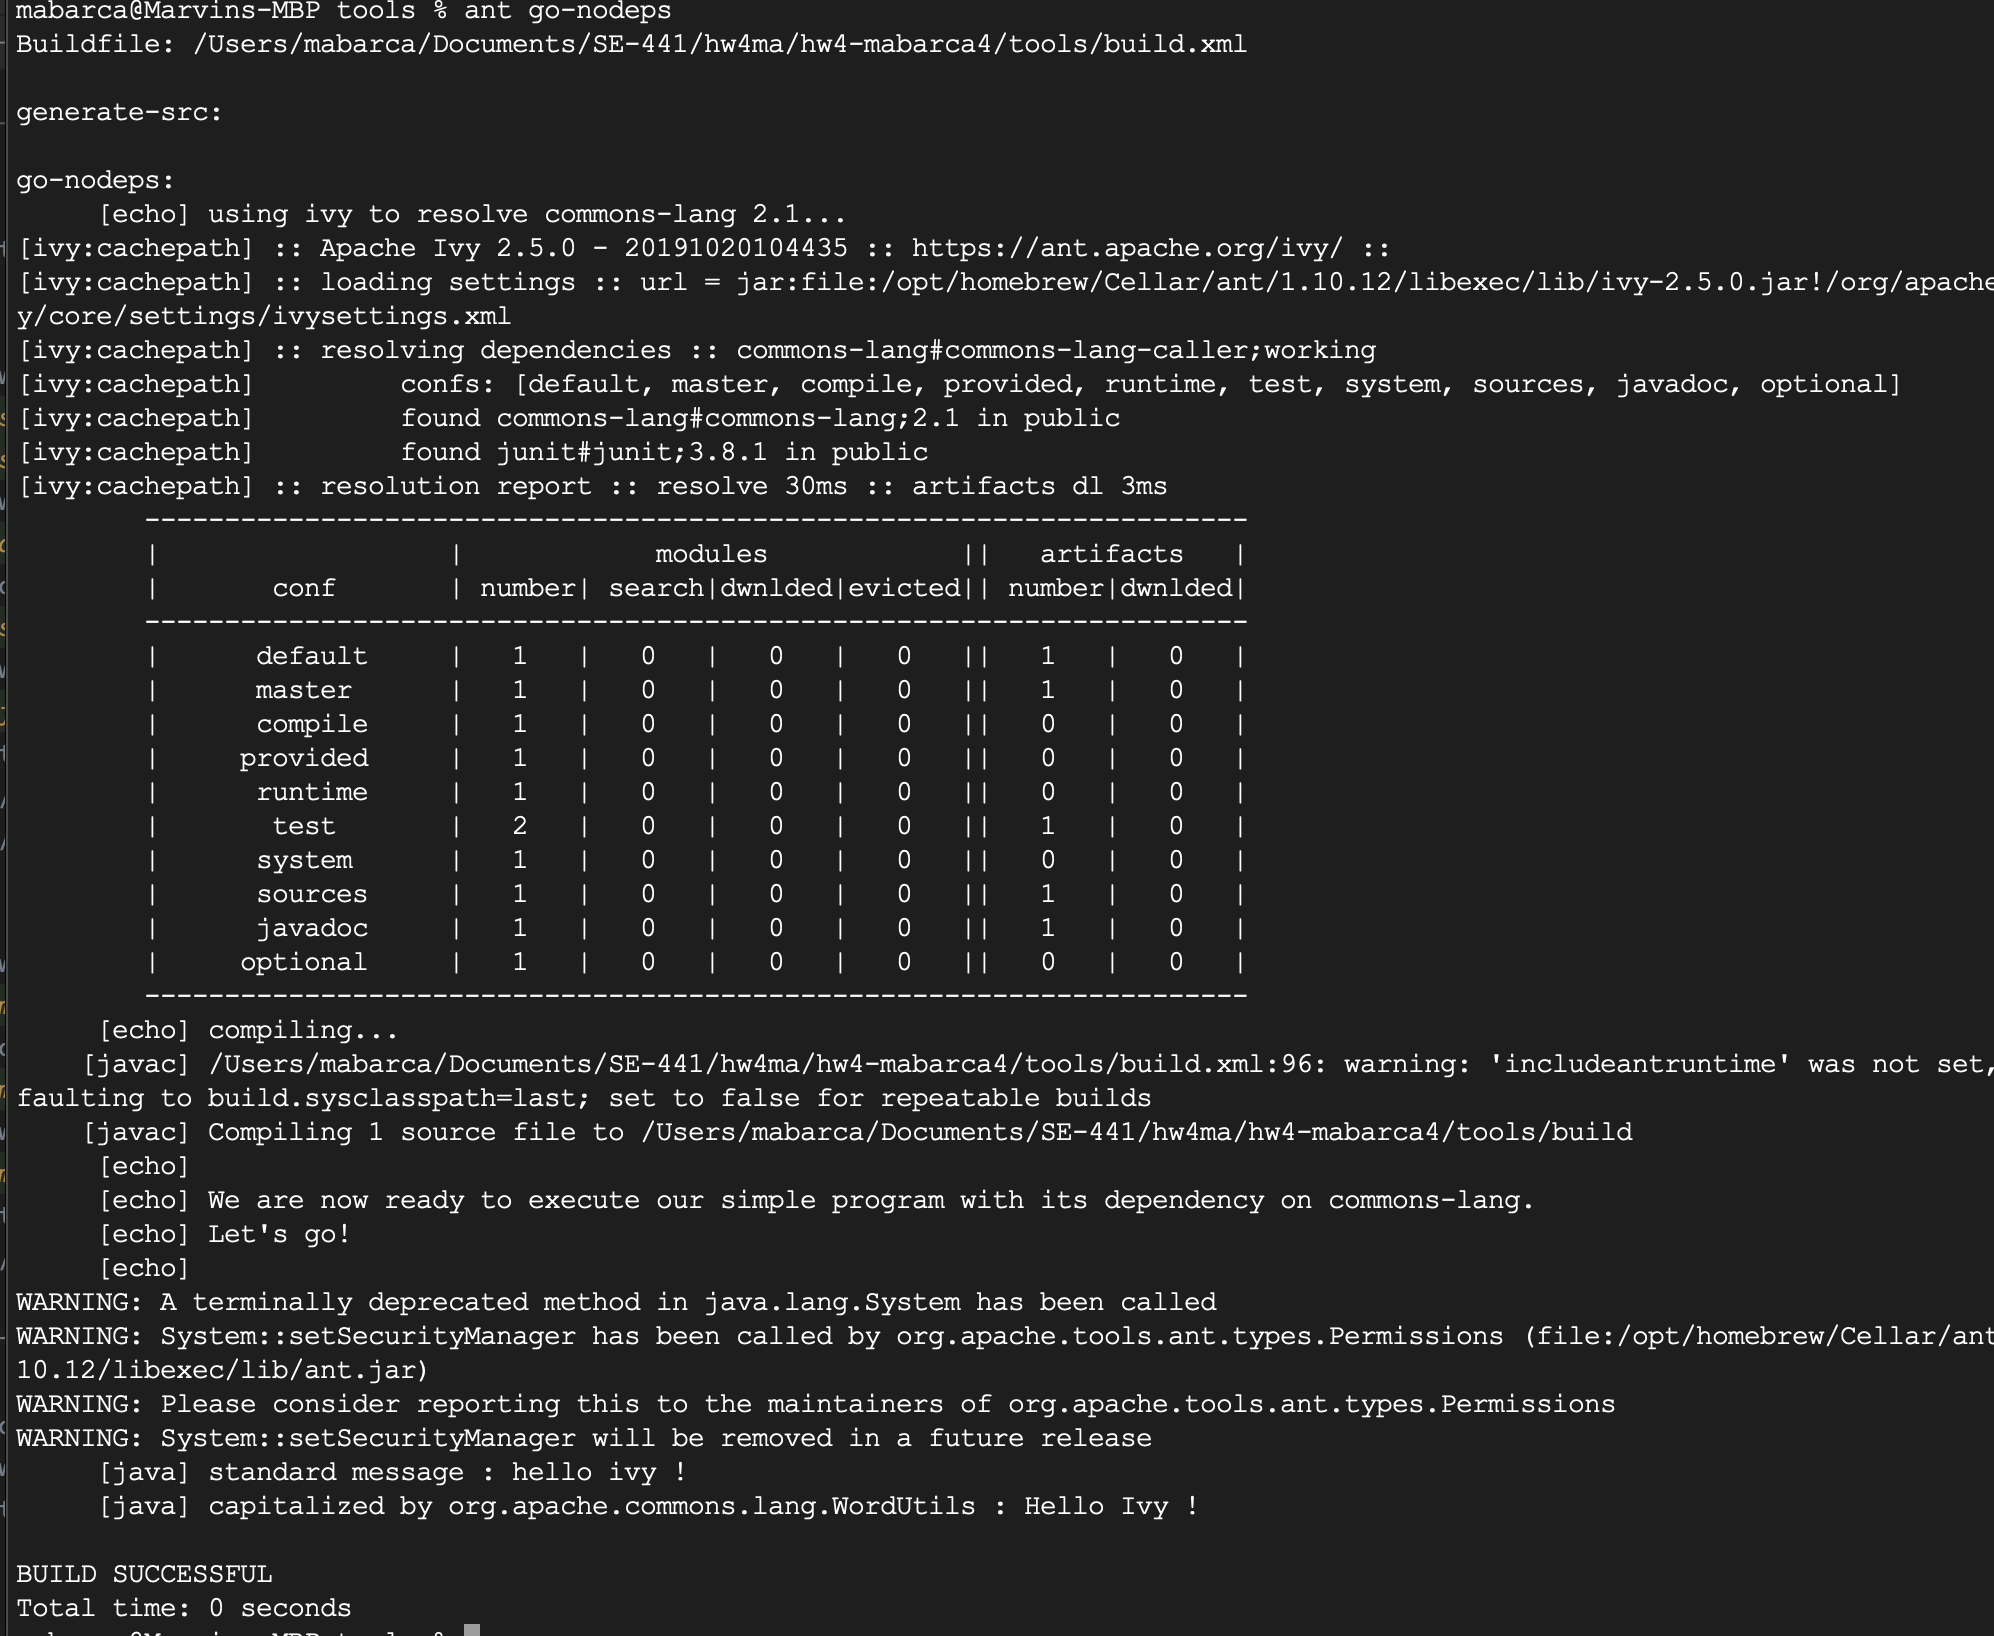 mabarca@Marvins-MBP tools % ant go-nodeps
Buildfile: /Users/mabarca/Documents/SE-441/hw4ma/hw4-mabarca4/tools/build.xml
generate-src:
go-nodeps:
[echo] using ivy to resolve commons-lang 2.1...
[ivy:cachepath] :: Apache Ivy 2.5.0 - 20191020104435 :: https://ant.apache.org/ivy/ ::
[ivy:cachepath] :: loading settings :: url = jar:file:/opt/homebrew/Cellar/ant/1.10.12/libexec/lib/ivy-2.5.0.jar!/org/apache
y/core/settings/ivysettings.xml
[ivy:cachepath] :: resolving dependencies :: commons-lang#commons-lang-caller;working
[ivy:cachepath] confs: [default, master, compile, provided, runtime, test, system, sources, javadoc, optional]
[ivy:cachepath] found commons-lang#commons-lang;2.1 in public
[ivy:cachepath] found junit#junit;3.8.1 in public
[ivy:cachepath] :: resolution report :: resolve 30ms :: artifacts dl 3ms
---------------------------------------------------------------------
| | modules || artifacts |
| conf | number| search|dwnlded|evicted|| number|dwnlded|
---------------------------------------------------------------------
| default | 1 | 0 | 0 | 0 || 1 | 0 |
| master | 1 | 0 | 0 | 0 || 1 | 0 |
| compile | 1 | 0 | 0 | 0 || 0 | 0 |
| provided | 1 | 0 | 0 | 0 || 0 | 0 |
| runtime | 1 | 0 | 0 | 0 || 0 | 0 |
| test | 2 | 0 | 0 | 0 || 1 | 0 |
| system | 1 | 0 | 0 | 0 || 0 | 0 |
| sources | 1 | 0 | 0 | 0 || 1 | 0 |
| javadoc | 1 | 0 | 0 | 0 || 1 | 0 |
| optional | 1 | 0 | 0 | 0 || 0 | 0 |
---------------------------------------------------------------------
[echo] compiling...
[javac] /Users/mabarca/Documents/SE-441/hw4ma/hw4-mabarca4/tools/build.xml:96: warning: 'includeantruntime' was not set,
faulting to build.sysclasspath=last; set to false for repeatable builds
[javac] Compiling 1 source file to /Users/mabarca/Documents/SE-441/hw4ma/hw4-mabarca4/tools/build
[echo]
[echo] We are now ready to execute our simple program with its dependency on commons-lang.
[echo] Let's go!
[echo]
WARNING: A terminally deprecated method in java.lang.System has been called
WARNING: System::setSecurityManager has been called by org.apache.tools.ant.types.Permissions (file:/opt/homebrew/Cellar/ant
10.12/libexec/lib/ant.jar)
WARNING: Please consider reporting this to the maintainers of org.apache.tools.ant.types.Permissions
WARNING: System::setSecurityManager will be removed in a future release
[java] standard message : hello ivy !
[java] capitalized by org.apache.commons.lang.WordUtils : Hello Ivy !
BUILD SUCCESSFUL
Total time: 0 seconds